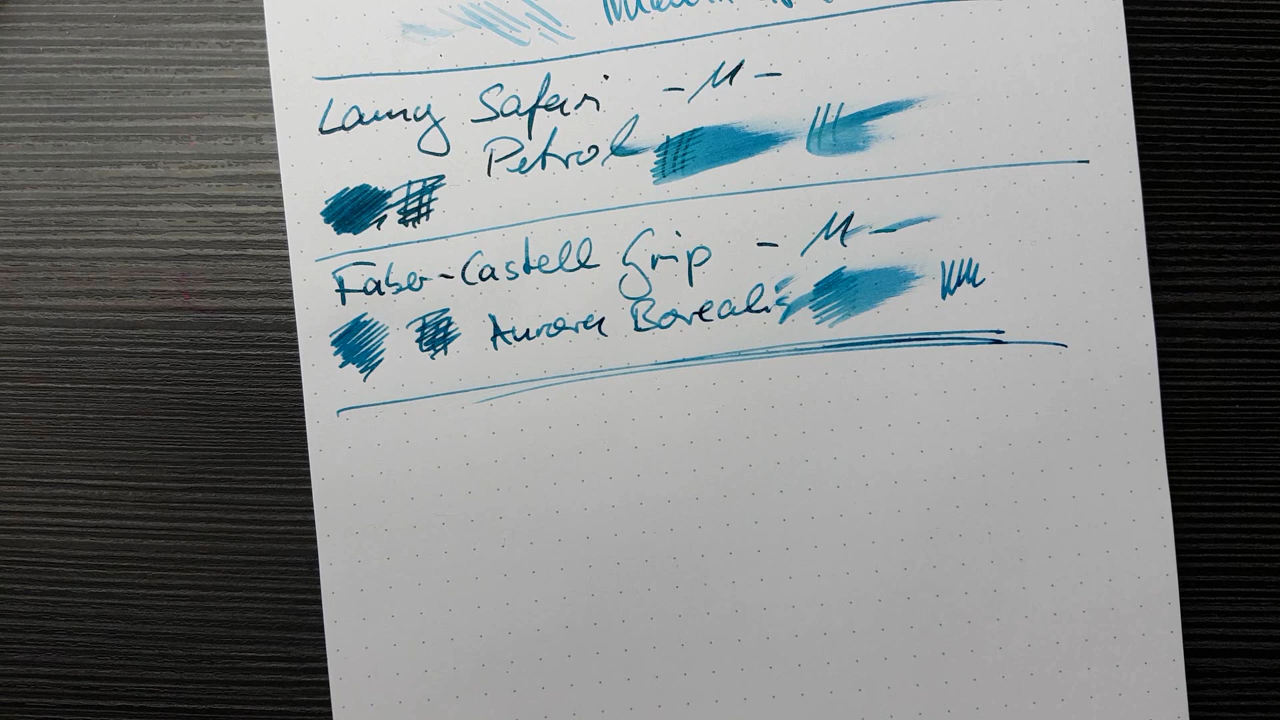 Lamy Safari - M -
Petrol
Faber-Castell Grip - M -
Aurora Borealis